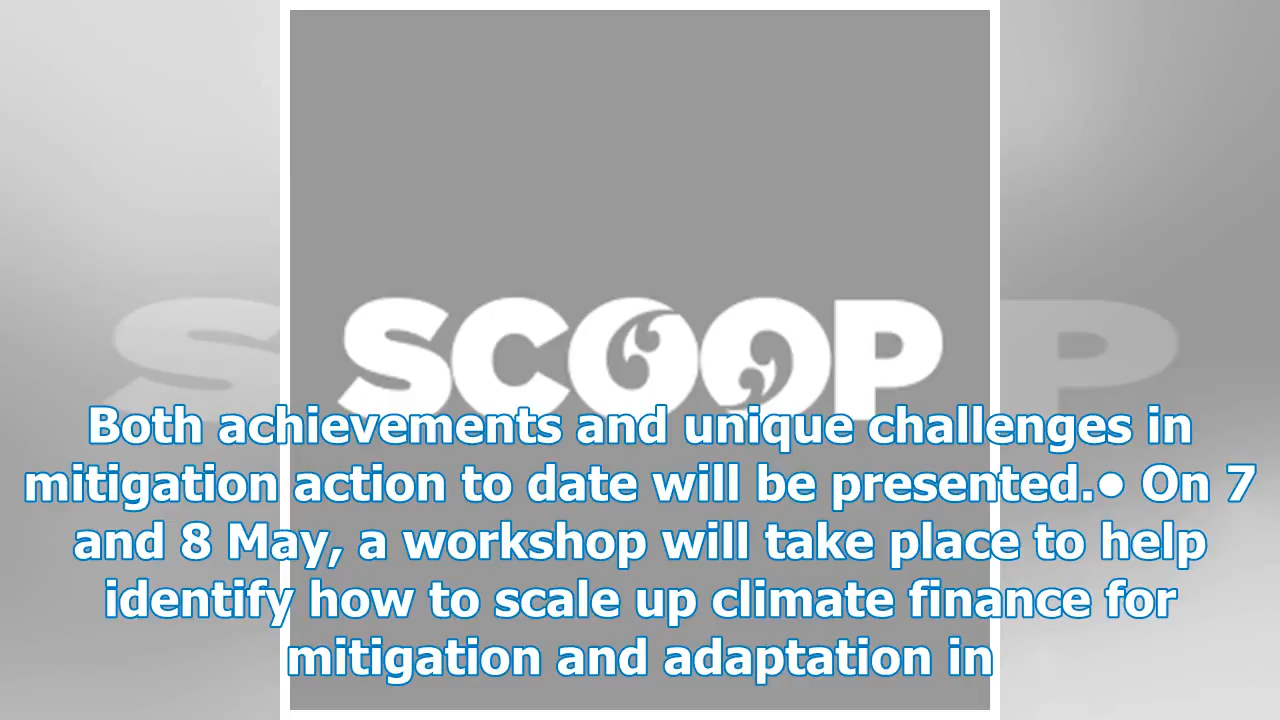 SCOOP
Both achievements and unique challenges in
mitigation action to date will be presented.● On 7
and 8 May, a workshop will take place to help
identify how to scale up climate finance for
mitigation and adaptation in